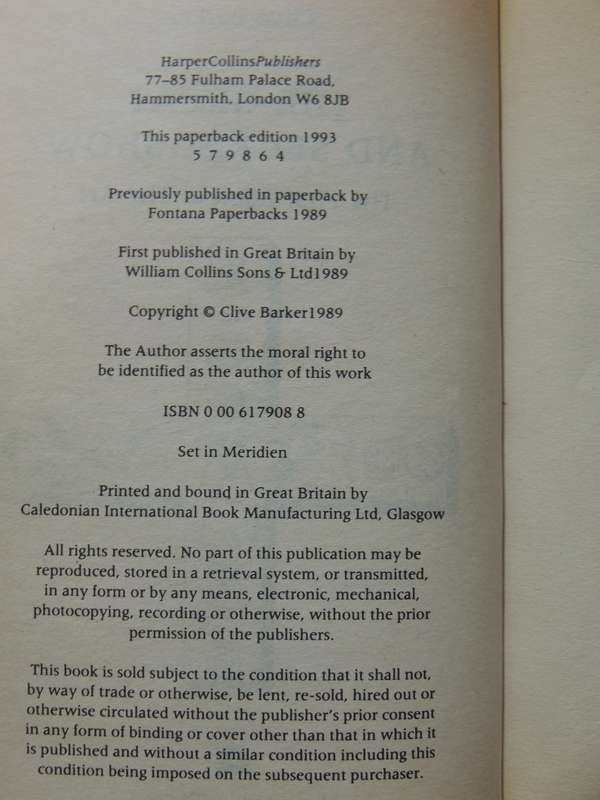 HarperCollinsPublishers
77–85 Fulham Palace Road,
Hammersmith, London W6 8JB
This paperback edition 1993
5 7 9 8 6 4
Previously published in paperback by
Fontana Paperbacks 1989
First published in Great Britain by
William Collins Sons & Ltd1989
Copyright © Clive Barker1989
The Author asserts the moral right to
be identified as the author of this work
ISBN 0 00 617908 8
Set in Meridien
Printed and bound in Great Britain by
Caledonian International Book Manufacturing Ltd, Glasgow
All rights reserved. No part of this publication may be
reproduced, stored in a retrieval system, or transmitted,
in any form or by any means, electronic, mechanical,
photocopying, recording or otherwise, without the prior
permission of the publishers.
This book is sold subject to the condition that it shall not,
by way of trade or otherwise, be lent, re-sold, hired out or
otherwise circulated without the publisher's prior consent
in any form of binding or cover other than that in which it
is published and without a similar condition including this
condition being imposed on the subsequent purchaser.